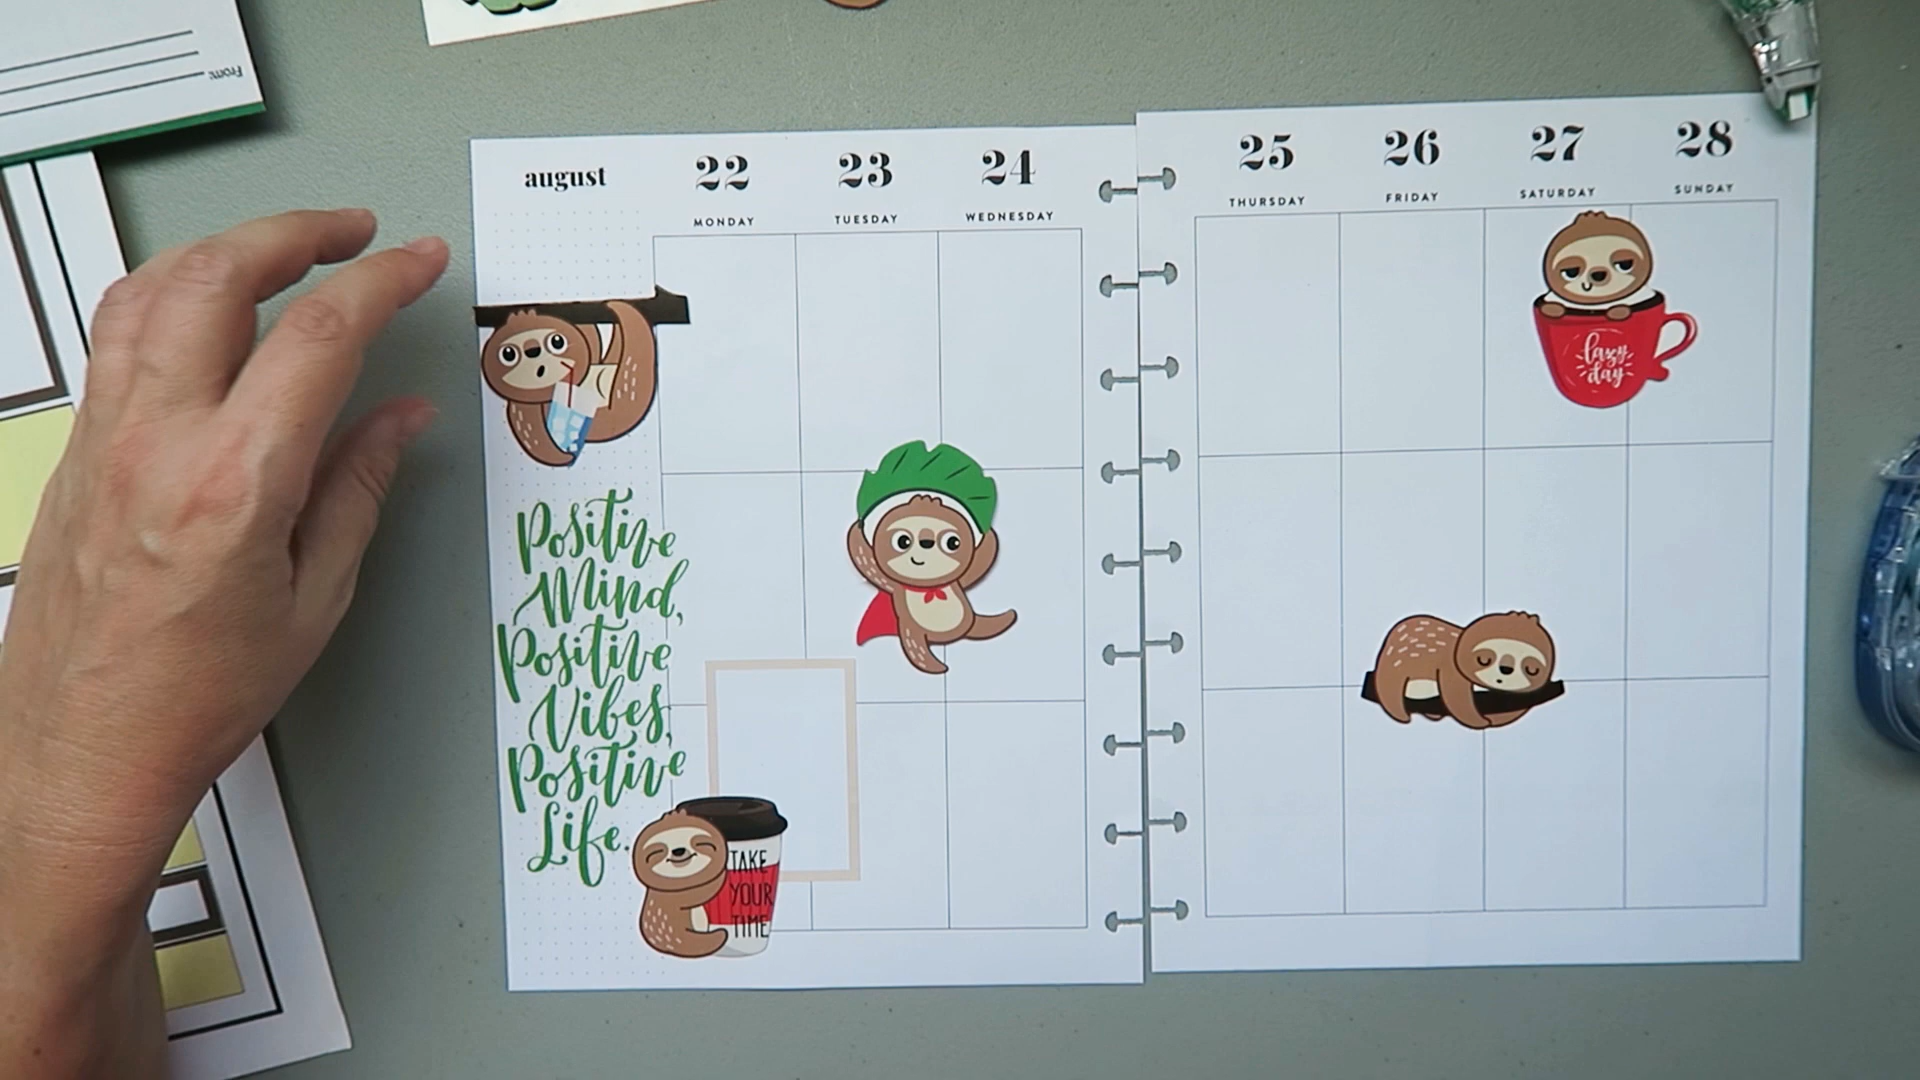 From:
august
22
MONDAY
23
TUESDAY
24
WEDNESDAY
25
THURSDAY
26
FRIDAY
27
SATURDAY
28
SUNDAY
lazy
day
Positive
Mind,
Positive
Vibes,
Positive
Life.
TAKE
YOUR
TIME